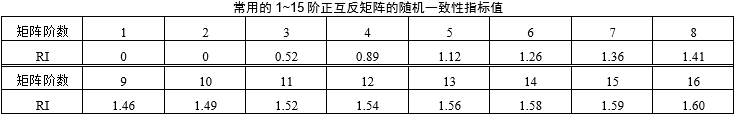 常用的 1~15 阶正互反矩阵的随机一致性指标值
矩阵阶数 1 2 3 4 5 6 7 8
RI 0 0 0.52 0.89 1.12 1.26 1.36 1.41
矩阵阶数 9 10 11 12 13 14 15 16
RI 1.46 1.49 1.52 1.54 1.56 1.58 1.59 1.60